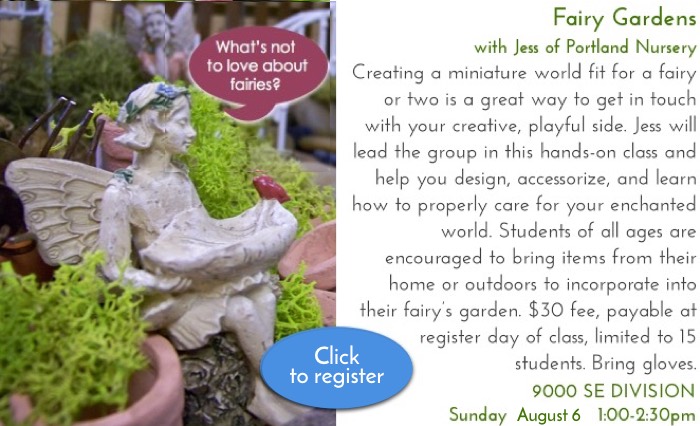 What's not
to love about
fairies?
Click
to register
Fairy Gardens
with Jess of Portland Nursery
Creating a miniature world fit for a fairy
or two is a great way to get in touch
with your creative, playful side. Jess will
lead the group in this hands-on class and
help you design, accessorize, and learn
how to properly care for your enchanted
world. Students of all ages are
encouraged to bring items from their
home or outdoors to incorporate into
their fairy's garden. $30 fee, payable at
register day of class, limited to 15
students. Bring gloves.
9000 SE DIVISION
Sunday August 6 1:00-2:30pm